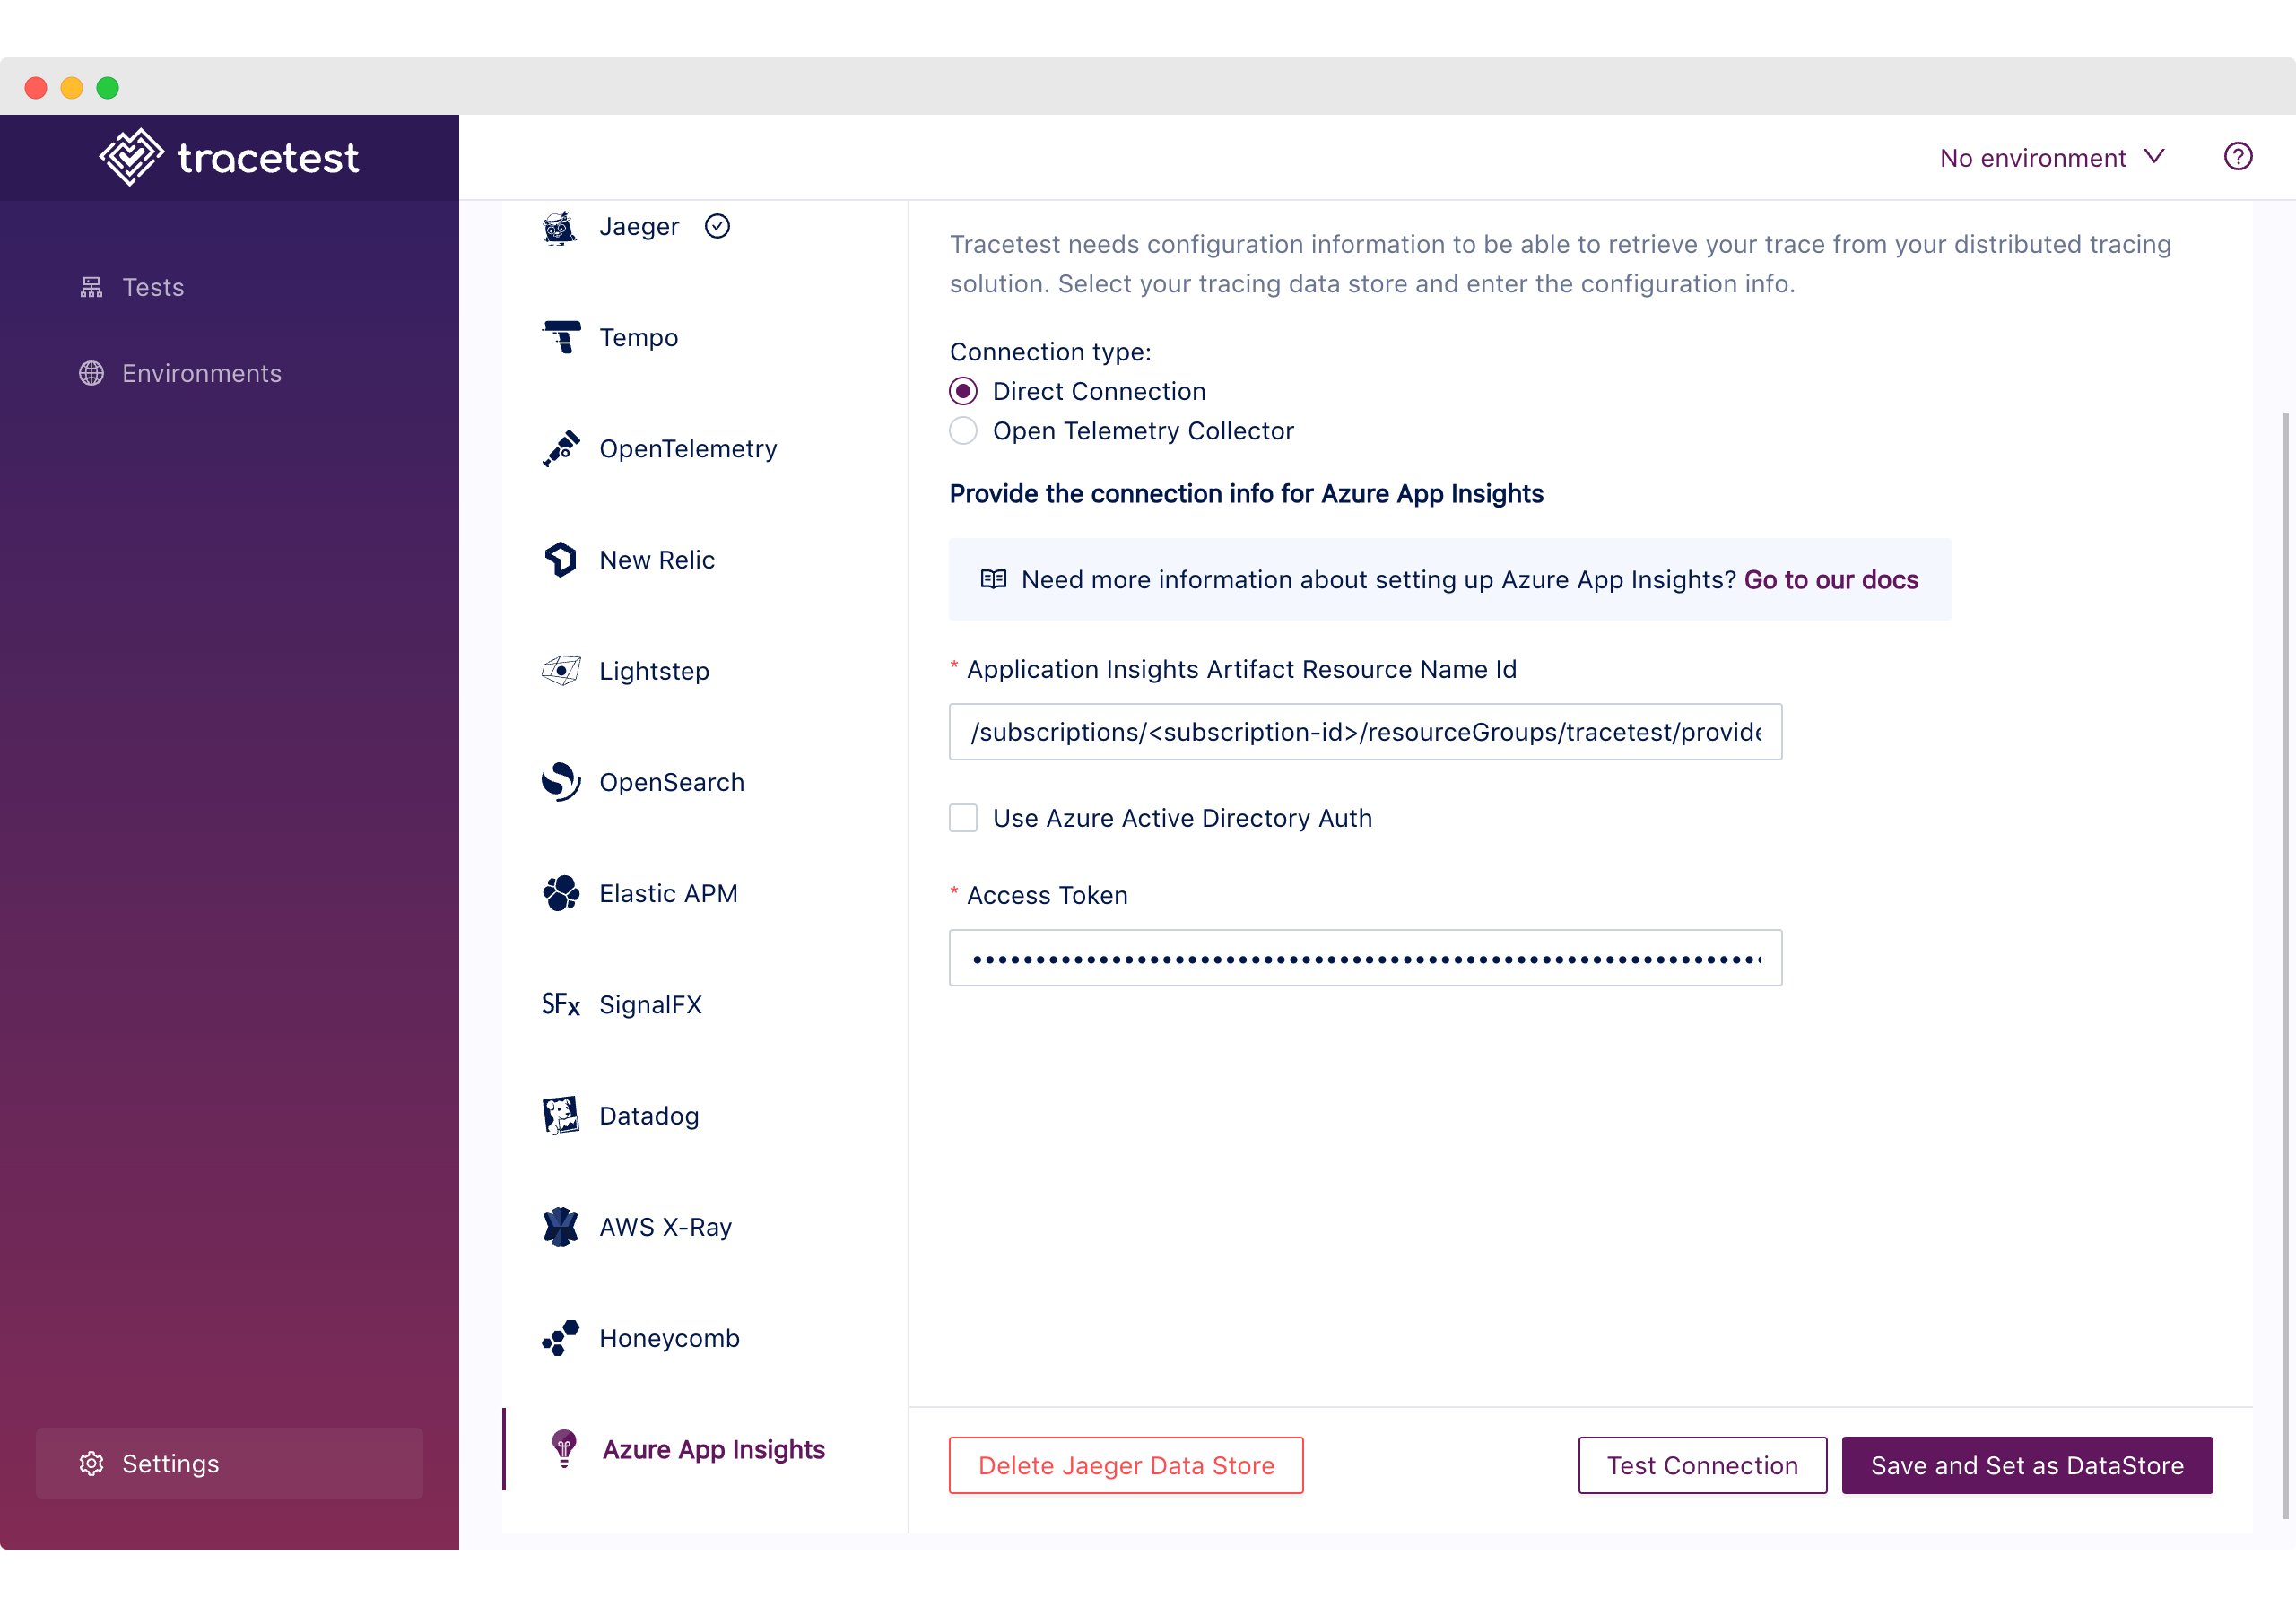 tracetest
No environment
Tests
Environments
Settings
Jaeger
Tempo
OpenTelemetry
New Relic
Lightstep
OpenSearch
Elastic APM
SFx SignalFX
Datadog
AWS X-Ray
Honeycomb
Azure App Insights
Tracetest needs configuration information to be able to retrieve your trace from your distributed tracing
solution. Select your tracing data store and enter the configuration info.
Connection type:
Direct Connection
Open Telemetry Collector
Provide the connection info for Azure App Insights
Need more information about setting up Azure App Insights? Go to our docs
* Application Insights Artifact Resource Name Id
/subscriptions/<subscription-id>/resourceGroups/tracetest/provide
Use Azure Active Directory Auth
* Access Token
Delete Jaeger Data Store
Test Connection
Save and Set as DataStore